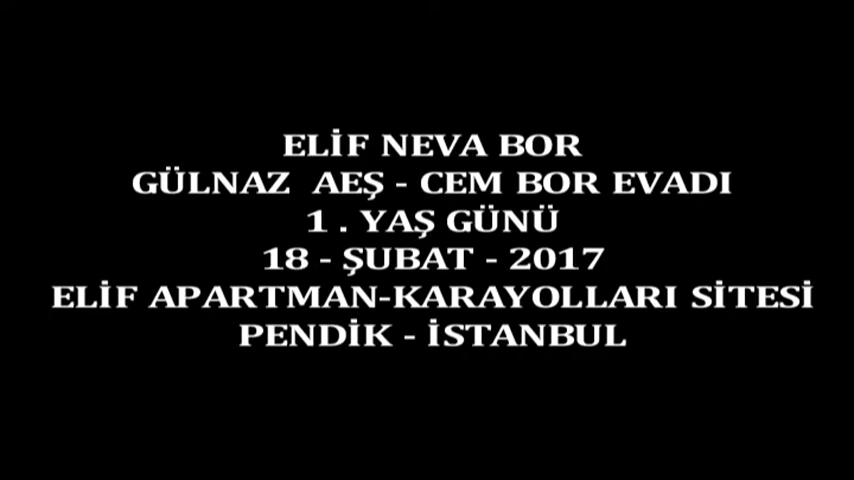 ELİF NEVA BOR
GÜLNAZ  AEŞ - CEM BOR EVADI
1 . YAŞ GÜNÜ
18 - ŞUBAT - 2017
ELİF APARTMAN-KARAYOLLARI SİTESİ
PENDİK - İSTANBUL